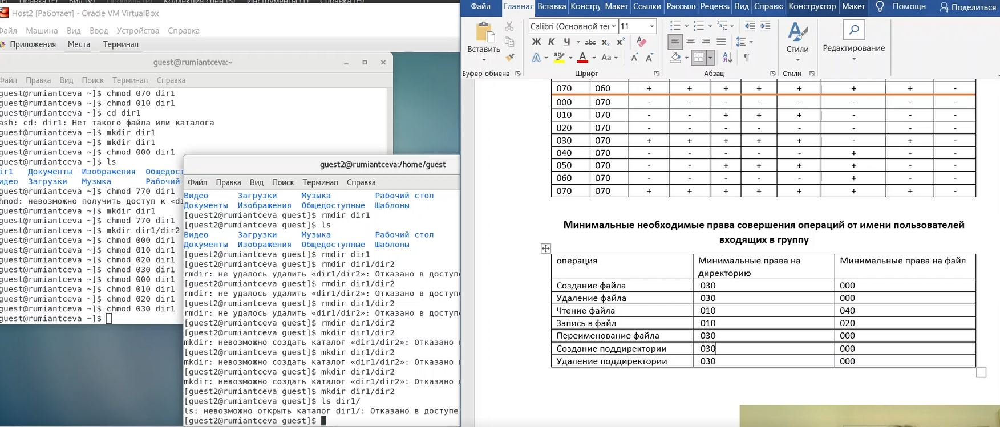 Host2 [Работает] - Oracle VM VirtualBox
Файл Машина Вид Ввод Устройства Справка
Приложения Места Терминал
guest@rumiantceva:~
Файл Правка Вид Поиск Терминал Справка
guest@rumiantceva ~]$ chmod 070 dir1
guest@rumiantceva ~]$ chmod 010 dir1
guest@rumiantceva ~]$ cd dir1
ash: cd: dir1: Нет такого файла или каталога
guest@rumiantceva ~]$ mkdir dir1
guest@rumiantceva ~]$ mkdir dir1
guest@rumiantceva ~]$ chmod 000 dir1
guest@rumiantceva ~]$ ls
ir1 Документы Изображения Общедост
идео Загрузки Музыка Рабочий
guest@rumiantceva ~]$ chmod 770 dir1
hmod: невозможно получить доступ к «di
guest@rumiantceva ~]$ mkdir dir1
guest@rumiantceva ~]$ chmod 770 dir1
guest@rumiantceva ~]$ mkdir dir1/dir2
guest@rumiantceva ~]$ chmod 000 dir1
guest@rumiantceva ~]$ chmod 010 dir1
guest@rumiantceva ~]$ chmod 020 dir1
guest@rumiantceva ~]$ chmod 030 dir1
guest@rumiantceva ~]$ chmod 000 dir1
guest@rumiantceva ~]$ chmod 010 dir1
guest@rumiantceva ~]$ chmod 020 dir1
guest@rumiantceva ~]$ chmod 030 dir1
guest@rumiantceva ~]$
guest2@rumiantceva:/home/guest
Файл Правка Вид Поиск Терминал Справка
Видео Загрузки Музыка Рабочий стол
Документы Изображения Общедоступные Шаблоны
[guest2@rumiantceva guest]$ rmdir dir1
[guest2@rumiantceva guest]$ ls
Видео Загрузки Музыка Рабочий стол
Документы Изображения Общедоступные Шаблоны
[guest2@rumiantceva guest]$ rmdir dir1
[guest2@rumiantceva guest]$ rmdir dir1/dir2
rmdir: не удалось удалить «dir1/dir2»: Отказано в доступе
[guest2@rumiantceva guest]$ rmdir dir1/dir2
rmdir: не удалось удалить «dir1/dir2»: Отказано в доступе
[guest2@rumiantceva guest]$ rmdir dir1/dir2
rmdir: не удалось удалить «dir1/dir2»: Отказано в доступе
[guest2@rumiantceva guest]$ rmdir dir1/dir2
[guest2@rumiantceva guest]$ mkdir dir1/dir2
mkdir: невозможно создать каталог «dir1/dir2»: Отказано
[guest2@rumiantceva guest]$ mkdir dir1/dir2
mkdir: невозможно создать каталог «dir1/dir2»: Отказано
[guest2@rumiantceva guest]$ mkdir dir1/dir2
mkdir: невозможно создать каталог «dir1/dir2»: Отказано
[guest2@rumiantceva guest]$ mkdir dir1/dir2
[guest2@rumiantceva guest]$ ls dir1/
ls: невозможно открыть каталог dir1/: Отказано в доступе
[guest2@rumiantceva guest]$
Файл Главная Вставка Констру Макет Ссылки Рассылк Рецензи Вид Справка Конструктор Макет Помощн Поделиться
Calibri (Основной тек 11
Вставить Ж К Ч abc x₂ x² Стили Редактирование
Aa
Буфер обмена Шрифт Абзац Стили
070 060 + + + + + + + -
000 070 - - - - - - - -
010 070 - - + + + - - -
020 070 - - - - - - - -
030 070 + + + + + - + -
040 070 - - - - - + - -
050 070 - - + + + + - -
060 070 - - - - - + - -
070 070 + + + + + + + -
Минимальные необходимые права совершения операций от имени пользователей
входящих в группу
операция Минимальные права на директорию Минимальные права на файл
Создание файла 030 000
Удаление файла 030 000
Чтение файла 010 040
Запись в файл 010 020
Переименование файла 030 000
Создание поддиректории 030 000
Удаление поддиректории 030 000